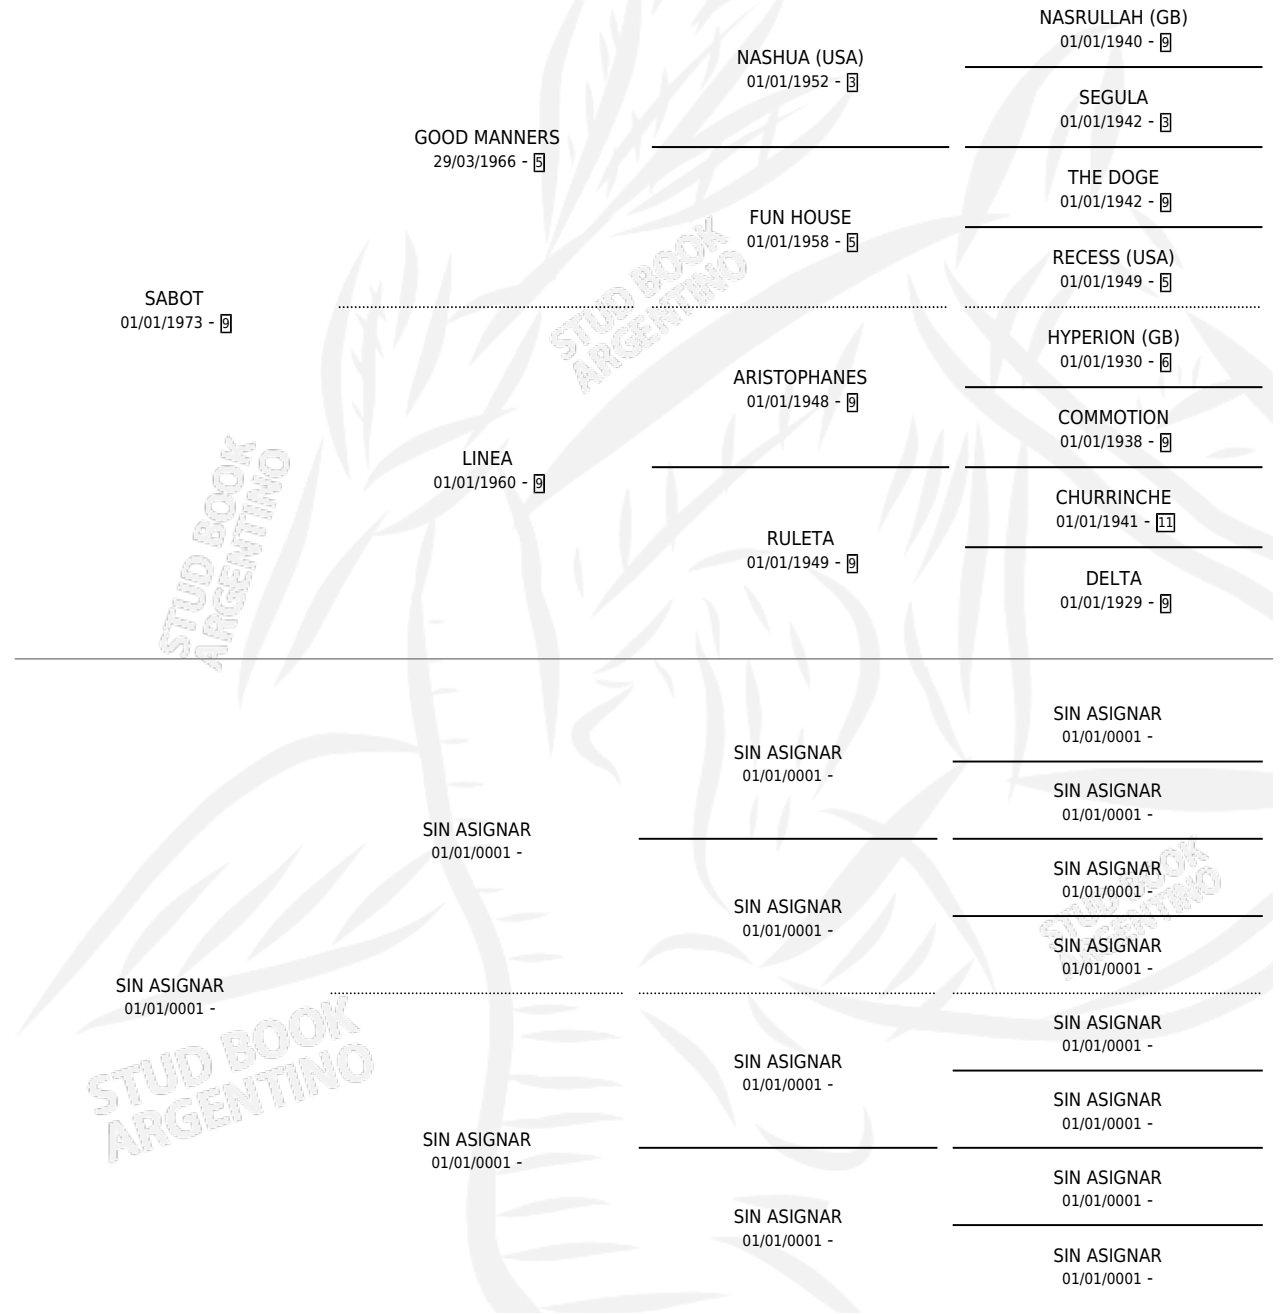 NASRULLAH (GB)
01/01/1940 - 9
NASHUA (USA)
01/01/1952 - 3
SEGULA
01/01/1942 - 3
GOOD MANNERS
29/03/1966 - 5
THE DOGE
01/01/1942 - 9
FUN HOUSE
01/01/1958 - 5
RECESS (USA)
01/01/1949 - 5
SABOT
01/01/1973 - 9
HYPERION (GB)
01/01/1930 - 6
ARISTOPHANES
01/01/1948 - 9
COMMOTION
01/01/1938 - 9
LINEA
01/01/1960 - 9
CHURRINCHE
01/01/1941 - 11
RULETA
01/01/1949 - 9
DELTA
01/01/1929 - 9
STUD BOOK
ARGENTINO
STUD BOOK
ARGENTINO
SIN ASIGNAR
01/01/0001 -
SIN ASIGNAR
01/01/0001 -
SIN ASIGNAR
01/01/0001 -
SIN ASIGNAR
01/01/0001 -
SIN ASIGNAR
01/01/0001 -
SIN ASIGNAR
01/01/0001 -
SIN ASIGNAR
01/01/0001 -
SIN ASIGNAR
01/01/0001 -
SIN ASIGNAR
01/01/0001 -
SIN ASIGNAR
01/01/0001 -
SIN ASIGNAR
01/01/0001 -
SIN ASIGNAR
01/01/0001 -
SIN ASIGNAR
01/01/0001 -
SIN ASIGNAR
01/01/0001 -
SIN ASIGNAR
01/01/0001 -
STUD BOOK
ARGENTINO
STUD BOOK
ARGENTINO